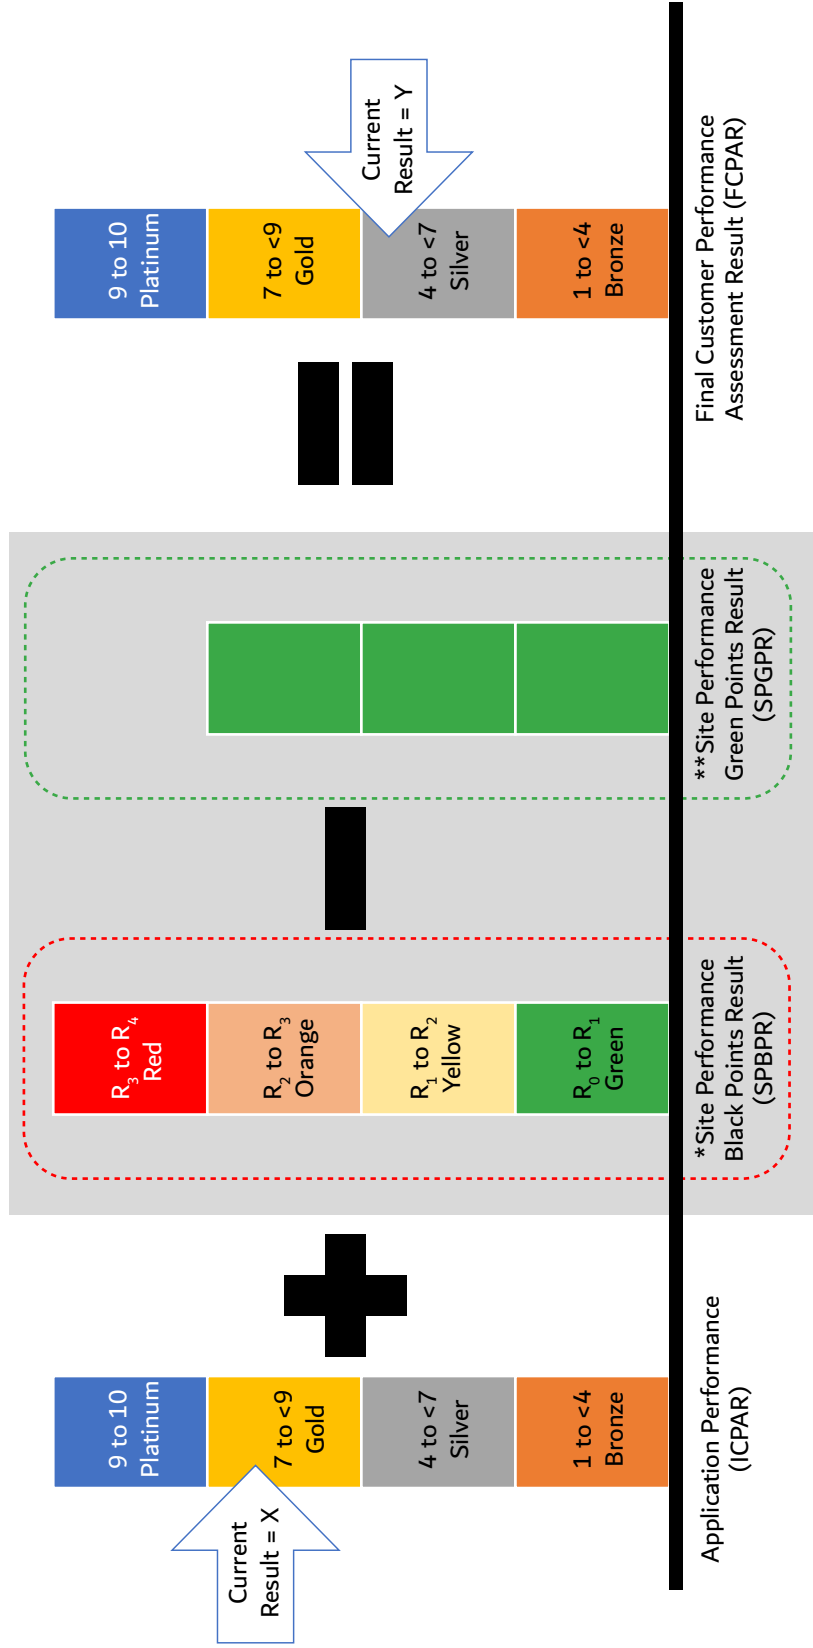 Current
Result = X
9 to 10
Platinum
7 to <9
Gold
4 to <7
Silver
1 to <4
Bronze
Application Performance
(ICPAR)
R₃ to R₄
Red
R₂ to R₃
Orange
R₁ to R₂
Yellow
R₀ to R₁
Green
*Site Performance
Black Points Result
(SPBPR)
**Site Performance
Green Points Result
(SPGPR)
9 to 10
Platinum
7 to <9
Gold
4 to <7
Silver
1 to <4
Bronze
Current
Result = Y
Final Customer Performance
Assessment Result (FCPAR)